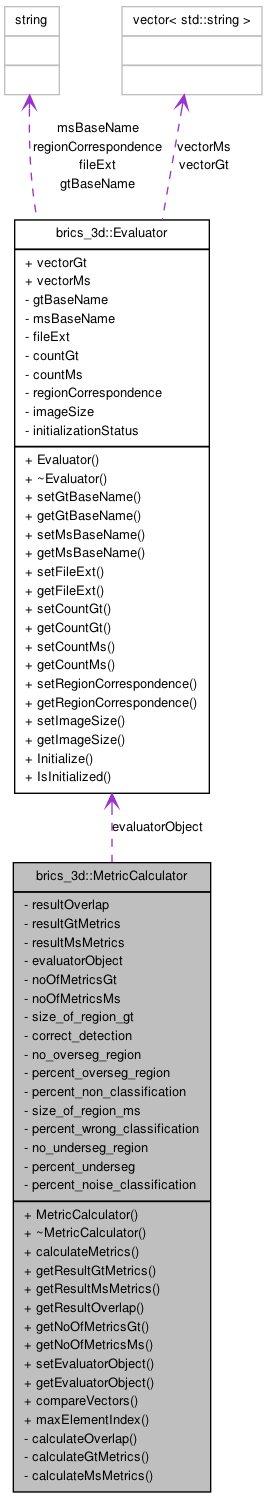 string
vector< std::string >
msBaseName
regionCorrespondence
fileExt
gtBaseName
vectorMs
vectorGt
brics_3d::Evaluator
+ vectorGt
+ vectorMs
- gtBaseName
- msBaseName
- fileExt
- countGt
- countMs
- regionCorrespondence
- imageSize
- initializationStatus
+ Evaluator()
+ ~Evaluator()
+ setGtBaseName()
+ getGtBaseName()
+ setMsBaseName()
+ getMsBaseName()
+ setFileExt()
+ getFileExt()
+ setCountGt()
+ getCountGt()
+ setCountMs()
+ getCountMs()
+ setRegionCorrespondence()
+ getRegionCorrespondence()
+ setImageSize()
+ getImageSize()
+ Initialize()
+ IsInitialized()
evaluatorObject
brics_3d::MetricCalculator
- resultOverlap
- resultGtMetrics
- resultMsMetrics
- evaluatorObject
- noOfMetricsGt
- noOfMetricsMs
- size_of_region_gt
- correct_detection
- no_overseg_region
- percent_overseg_region
- percent_non_classification
- size_of_region_ms
- percent_wrong_classification
- no_underseg_region
- percent_underseg
- percent_noise_classification
+ MetricCalculator()
+ ~MetricCalculator()
+ calculateMetrics()
+ getResultGtMetrics()
+ getResultMsMetrics()
+ getResultOverlap()
+ getNoOfMetricsGt()
+ getNoOfMetricsMs()
+ setEvaluatorObject()
+ getEvaluatorObject()
+ compareVectors()
+ maxElementIndex()
- calculateOverlap()
- calculateGtMetrics()
- calculateMsMetrics()